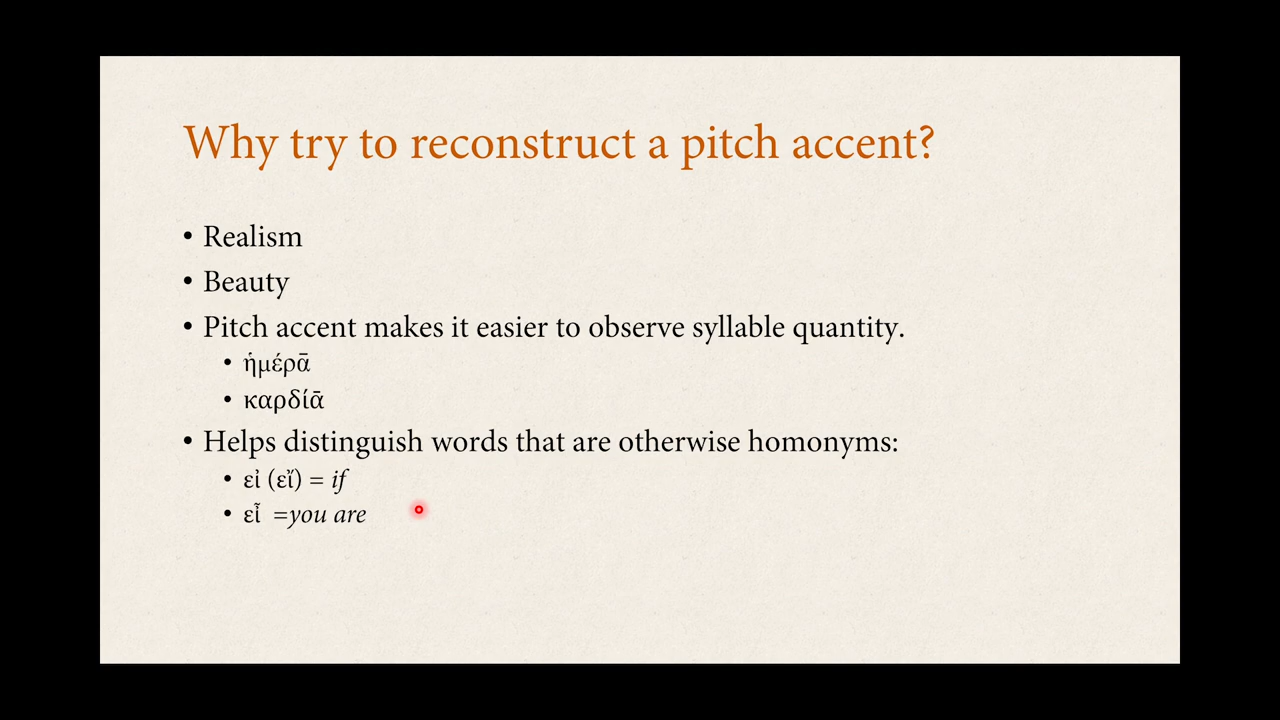 Why try to reconstruct a pitch accent?
• Realism
• Beauty
• Pitch accent makes it easier to observe syllable quantity.
• ἡμέρᾱ
• καρδίᾱ
• Helps distinguish words that are otherwise homonyms:
• εἰ (εἴ) = if
• εἶ =you are